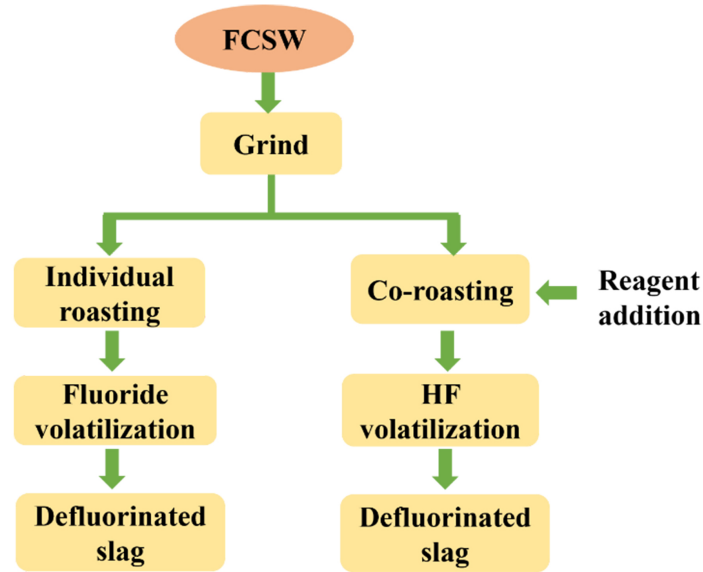 FCSW
Grind
Individual
roasting
Co-roasting
Reagent
addition
Fluoride
volatilization
HF
volatilization
Defluorinated
slag
Defluorinated
slag